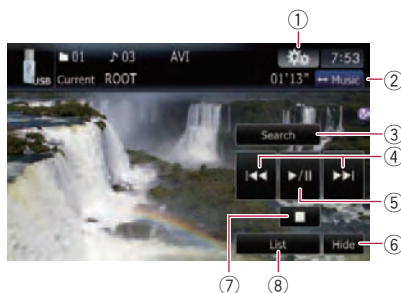 ①
01 03 AVI 7:53
USB Current ROOT 01'13" ↔ Music ②
Search ③
④
▶/II
⑤
List Hide ⑥
⑦ ⑧